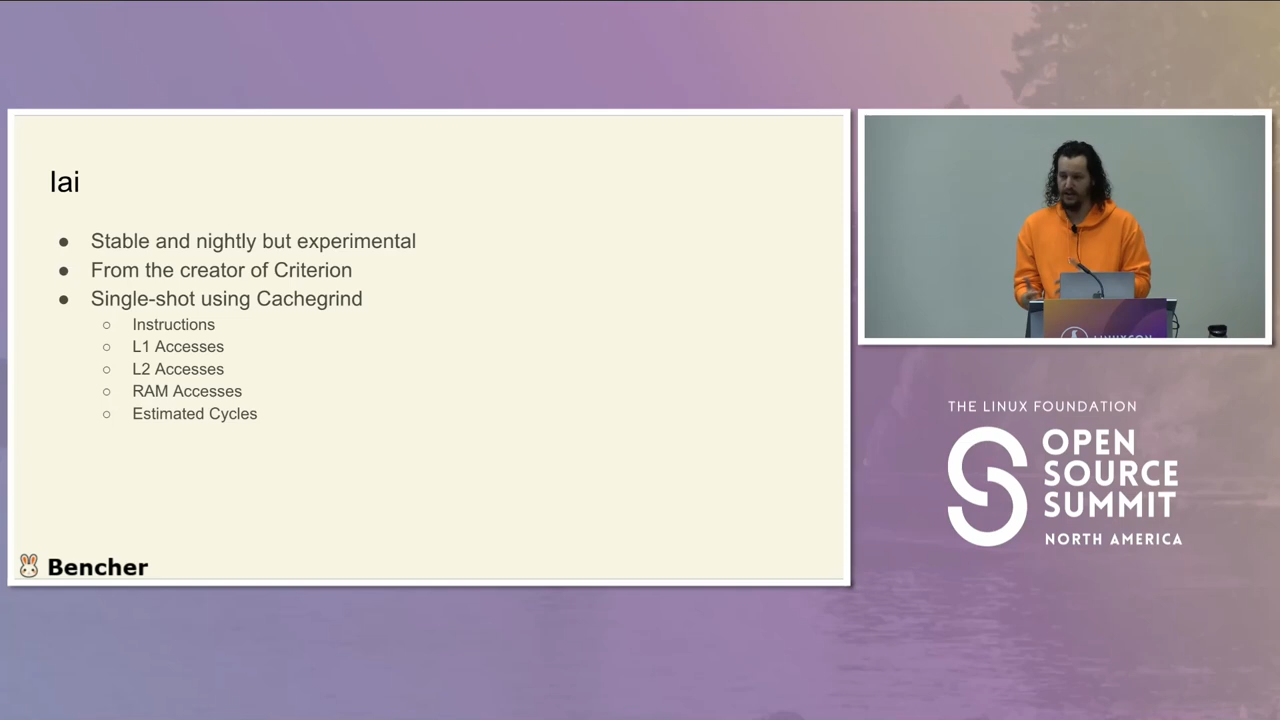 Iai
● Stable and nightly but experimental
● From the creator of Criterion
● Single-shot using Cachegrind
○ Instructions
○ L1 Accesses
○ L2 Accesses
○ RAM Accesses
○ Estimated Cycles
Bencher
LINUXCON
THE LINUX FOUNDATION
OPEN
SOURCE
SUMMIT
NORTH AMERICA